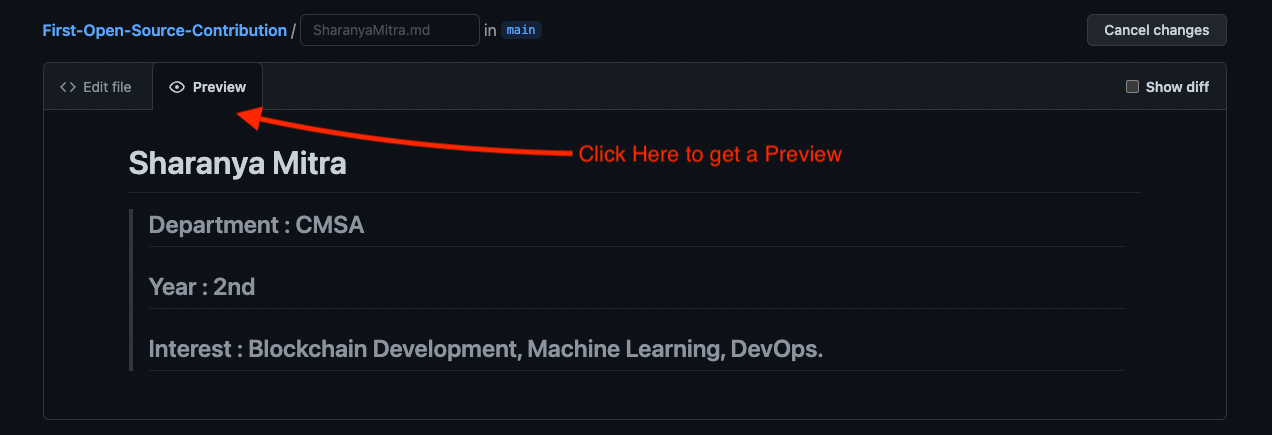 First-Open-Source-Contribution / SharanyaMitra.md in main Cancel changes
<> Edit file Preview Show diff
Click Here to get a Preview
Sharanya Mitra
Department : CMSA
Year : 2nd
Interest : Blockchain Development, Machine Learning, DevOps.